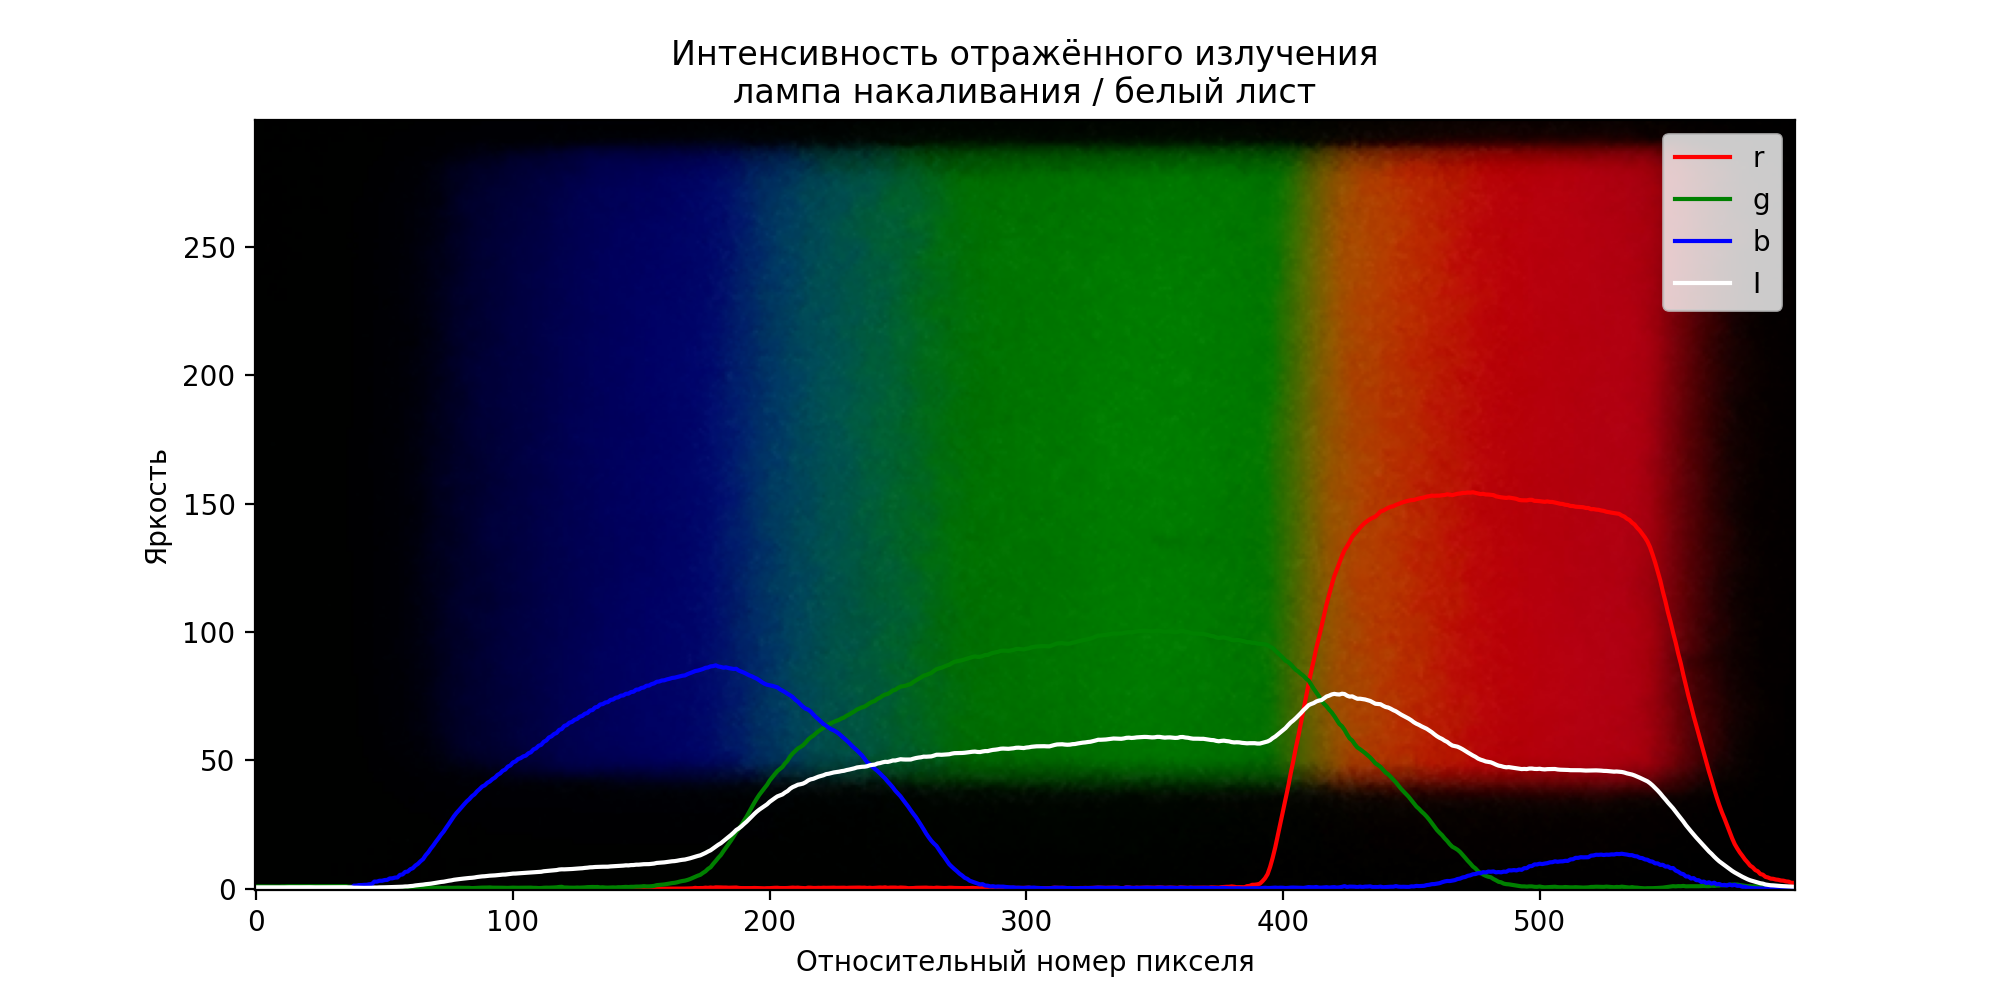 Интенсивность отражённого излучения
лампа накаливания / белый лист
r
g
b
l
250
200
150
100
50
0
Яркость
0 100 200 300 400 500
Относительный номер пикселя